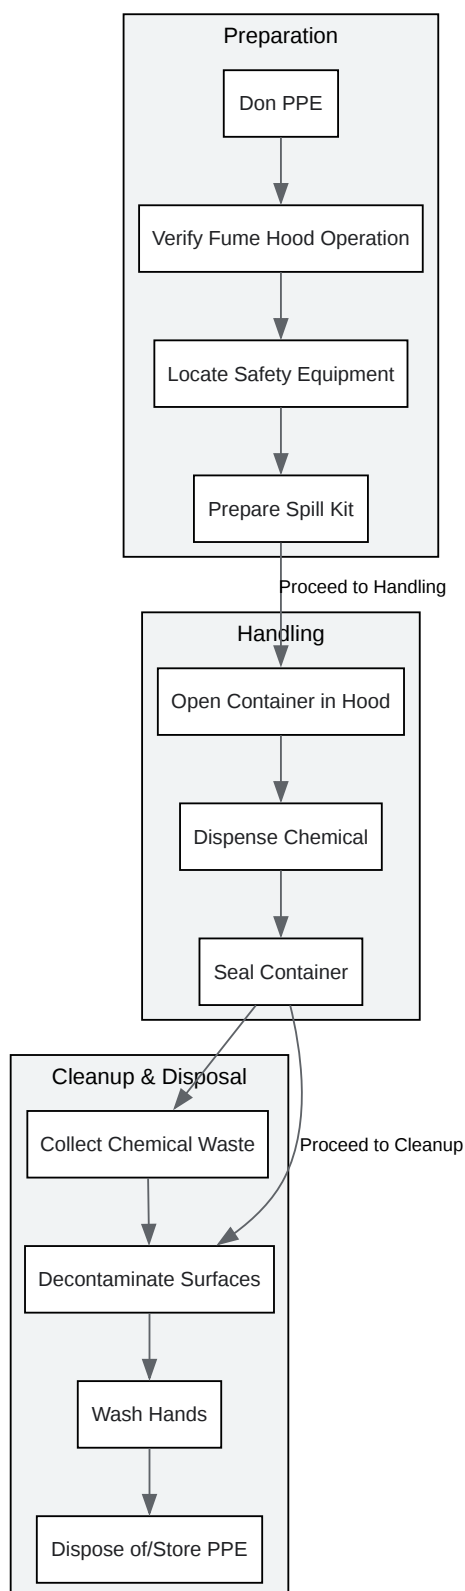 Preparation
Don PPE
Verify Fume Hood Operation
Locate Safety Equipment
Prepare Spill Kit
Proceed to Handling
Handling
Open Container in Hood
Dispense Chemical
Seal Container
Cleanup & Disposal
Collect Chemical Waste
Proceed to Cleanup
Decontaminate Surfaces
Wash Hands
Dispose of/Store PPE